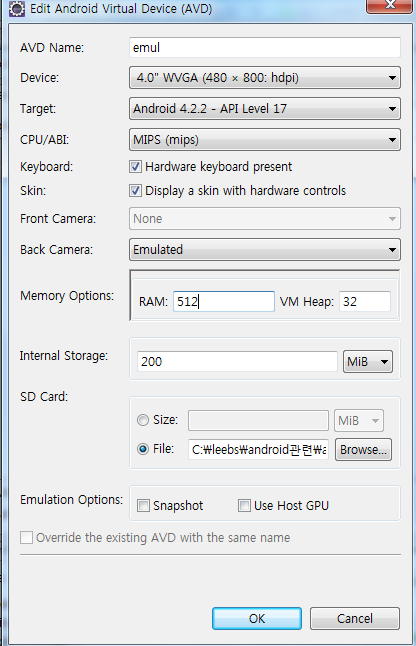 Edit Android Virtual Device (AVD)
AVD Name: emul
Device: 4.0" WVGA (480 × 800: hdpi)
Target: Android 4.2.2 - API Level 17
CPU/ABI: MIPS (mips)
Keyboard: Hardware keyboard present
Skin: Display a skin with hardware controls
Front Camera: None
Back Camera: Emulated
Memory Options: RAM: 512 VM Heap: 32
Internal Storage: 200 MiB
SD Card:
Size: MiB
File: C:₩leebs₩android관련₩a Browse...
Emulation Options: Snapshot Use Host GPU
Override the existing AVD with the same name
OK Cancel